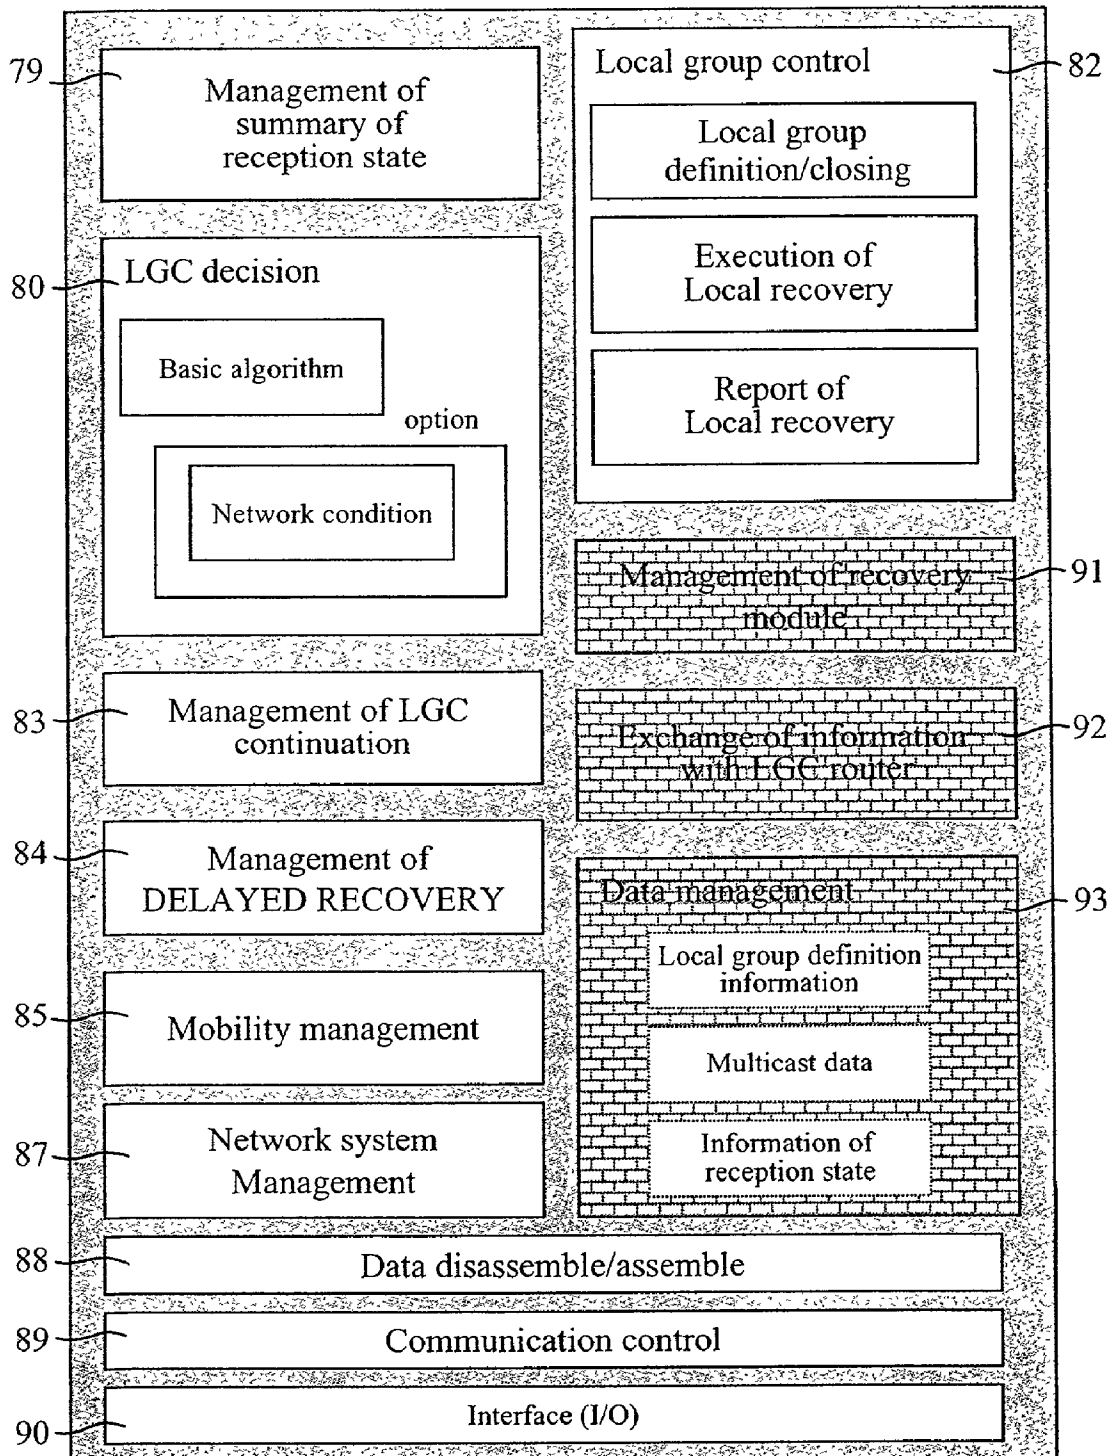 79
Management of
summary of
reception state
80
LGC decision
Basic algorithm
option
Network condition
83
Management of LGC
continuation
84
Management of
DELAYED RECOVERY
85
Mobility management
87
Network system
Management
82
Local group control
Local group
definition/closing
Execution of
Local recovery
Report of
Local recovery
91
Management of recovery
module
92
Exchange of information
with LGC router
93
Data management
Local group definition
information
Multicast data
Information of
reception state
88
Data disassemble/assemble
89
Communication control
90
Interface (I/O)